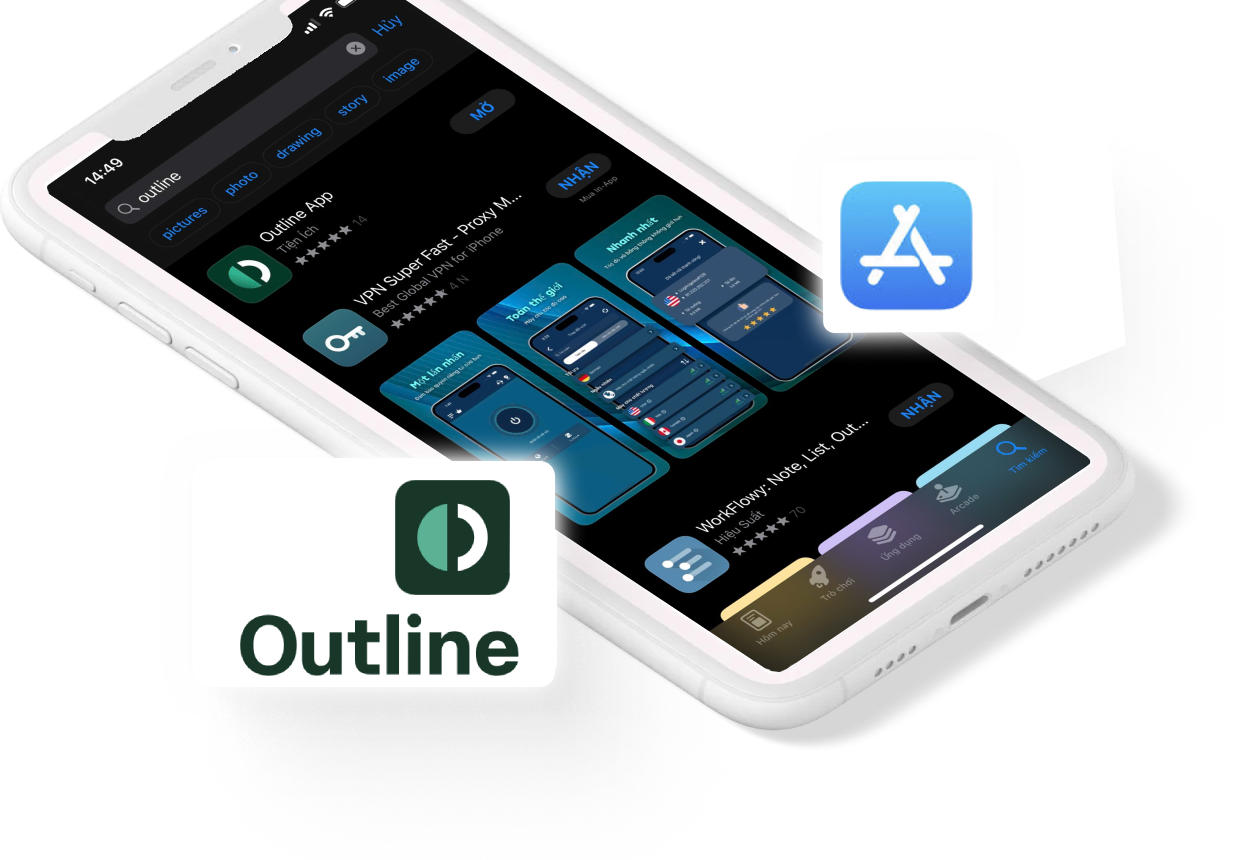 14:49
outline
Hủy
pictures
photo
drawing
story
image
Outline App
Tiện ích
14
MỞ
VPN Super Fast - Proxy M...
Best Global VPN for iPhone
4 N
NHẬN
Mua In-App
Một lần nhấn
Toàn thế giới
Nhanh nhất
WorkFlowy: Note, List, Out...
Hiệu Suất
70
NHẬN
Hôm nay
Trò chơi
Ứng dụng
Arcade
Tìm kiếm
Outline